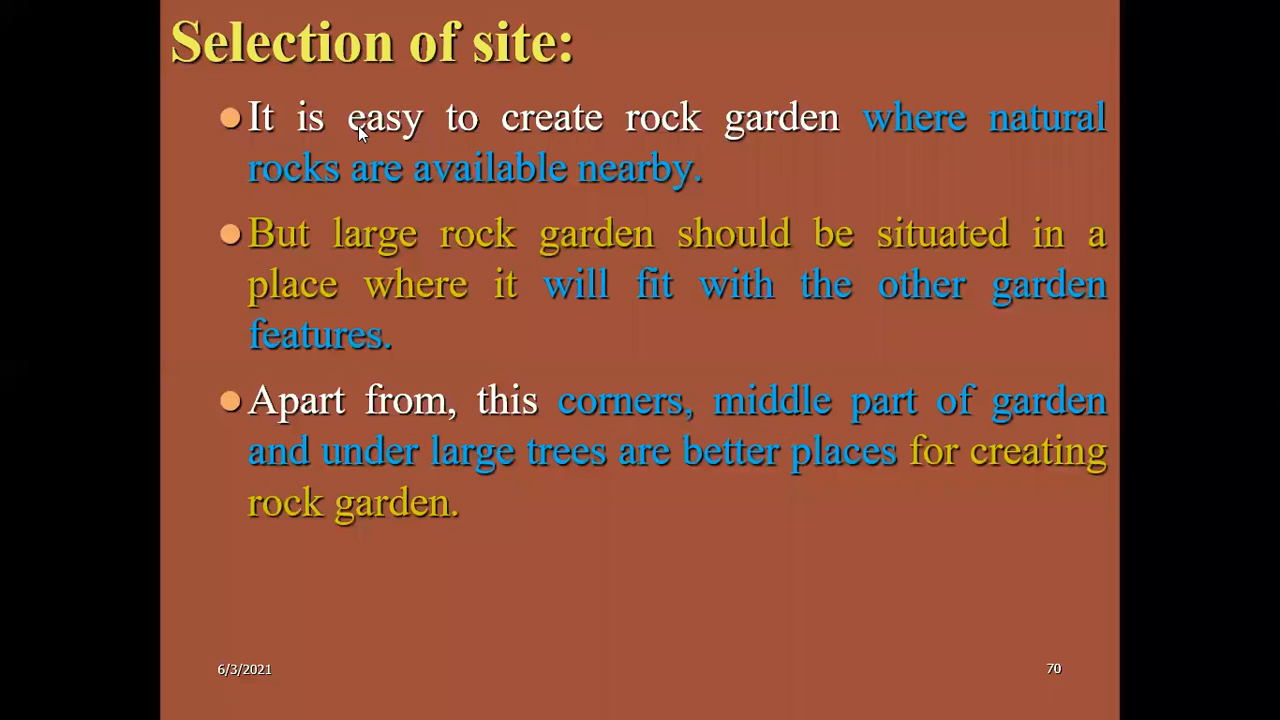 Selection of site:
It is easy to create rock garden where natural
rocks are available nearby.
But large rock garden should be situated in a
place where it will fit with the other garden
features.
Apart from, this corners, middle part of garden
and under large trees are better places for creating
rock garden.
6/3/2021
70